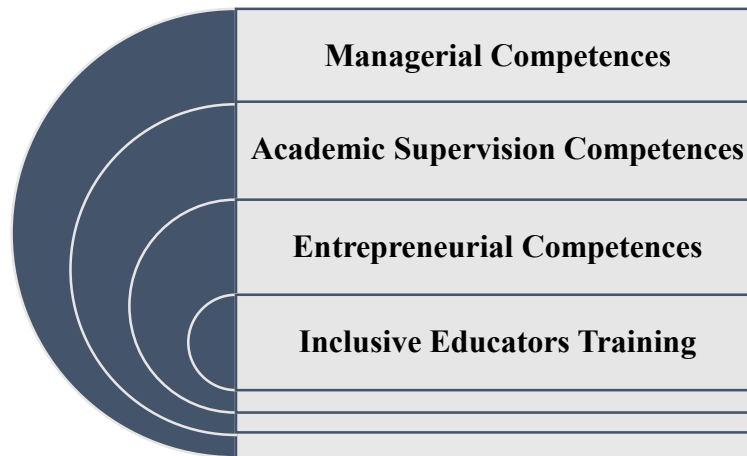 Managerial Competences
Academic Supervision Competences
Entrepreneurial Competences
Inclusive Educators Training